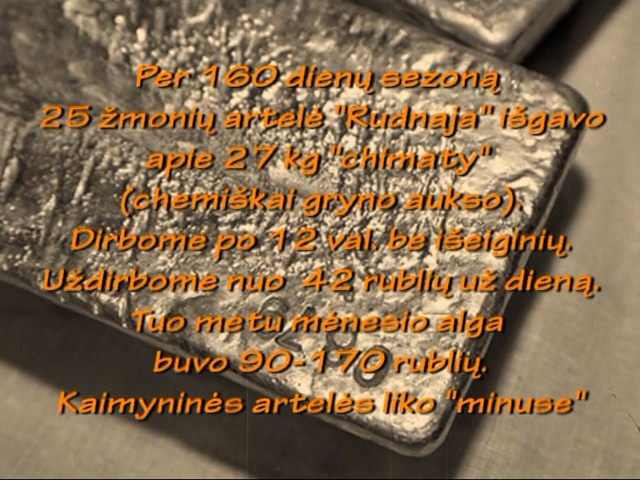 Per 160 dienų sezoną
25 žmonių artelė "Rudnaja" išgavo
apie 27 kg "chimaty"
(chemiškai gryno aukso).
Dirbome po 12 val. be išeiginių.
Uždirbome nuo 42 rublių už dieną.
Tuo metu mėnesio alga
buvo 90-170 rublių.
Kaimyninės artelės liko "minuse"